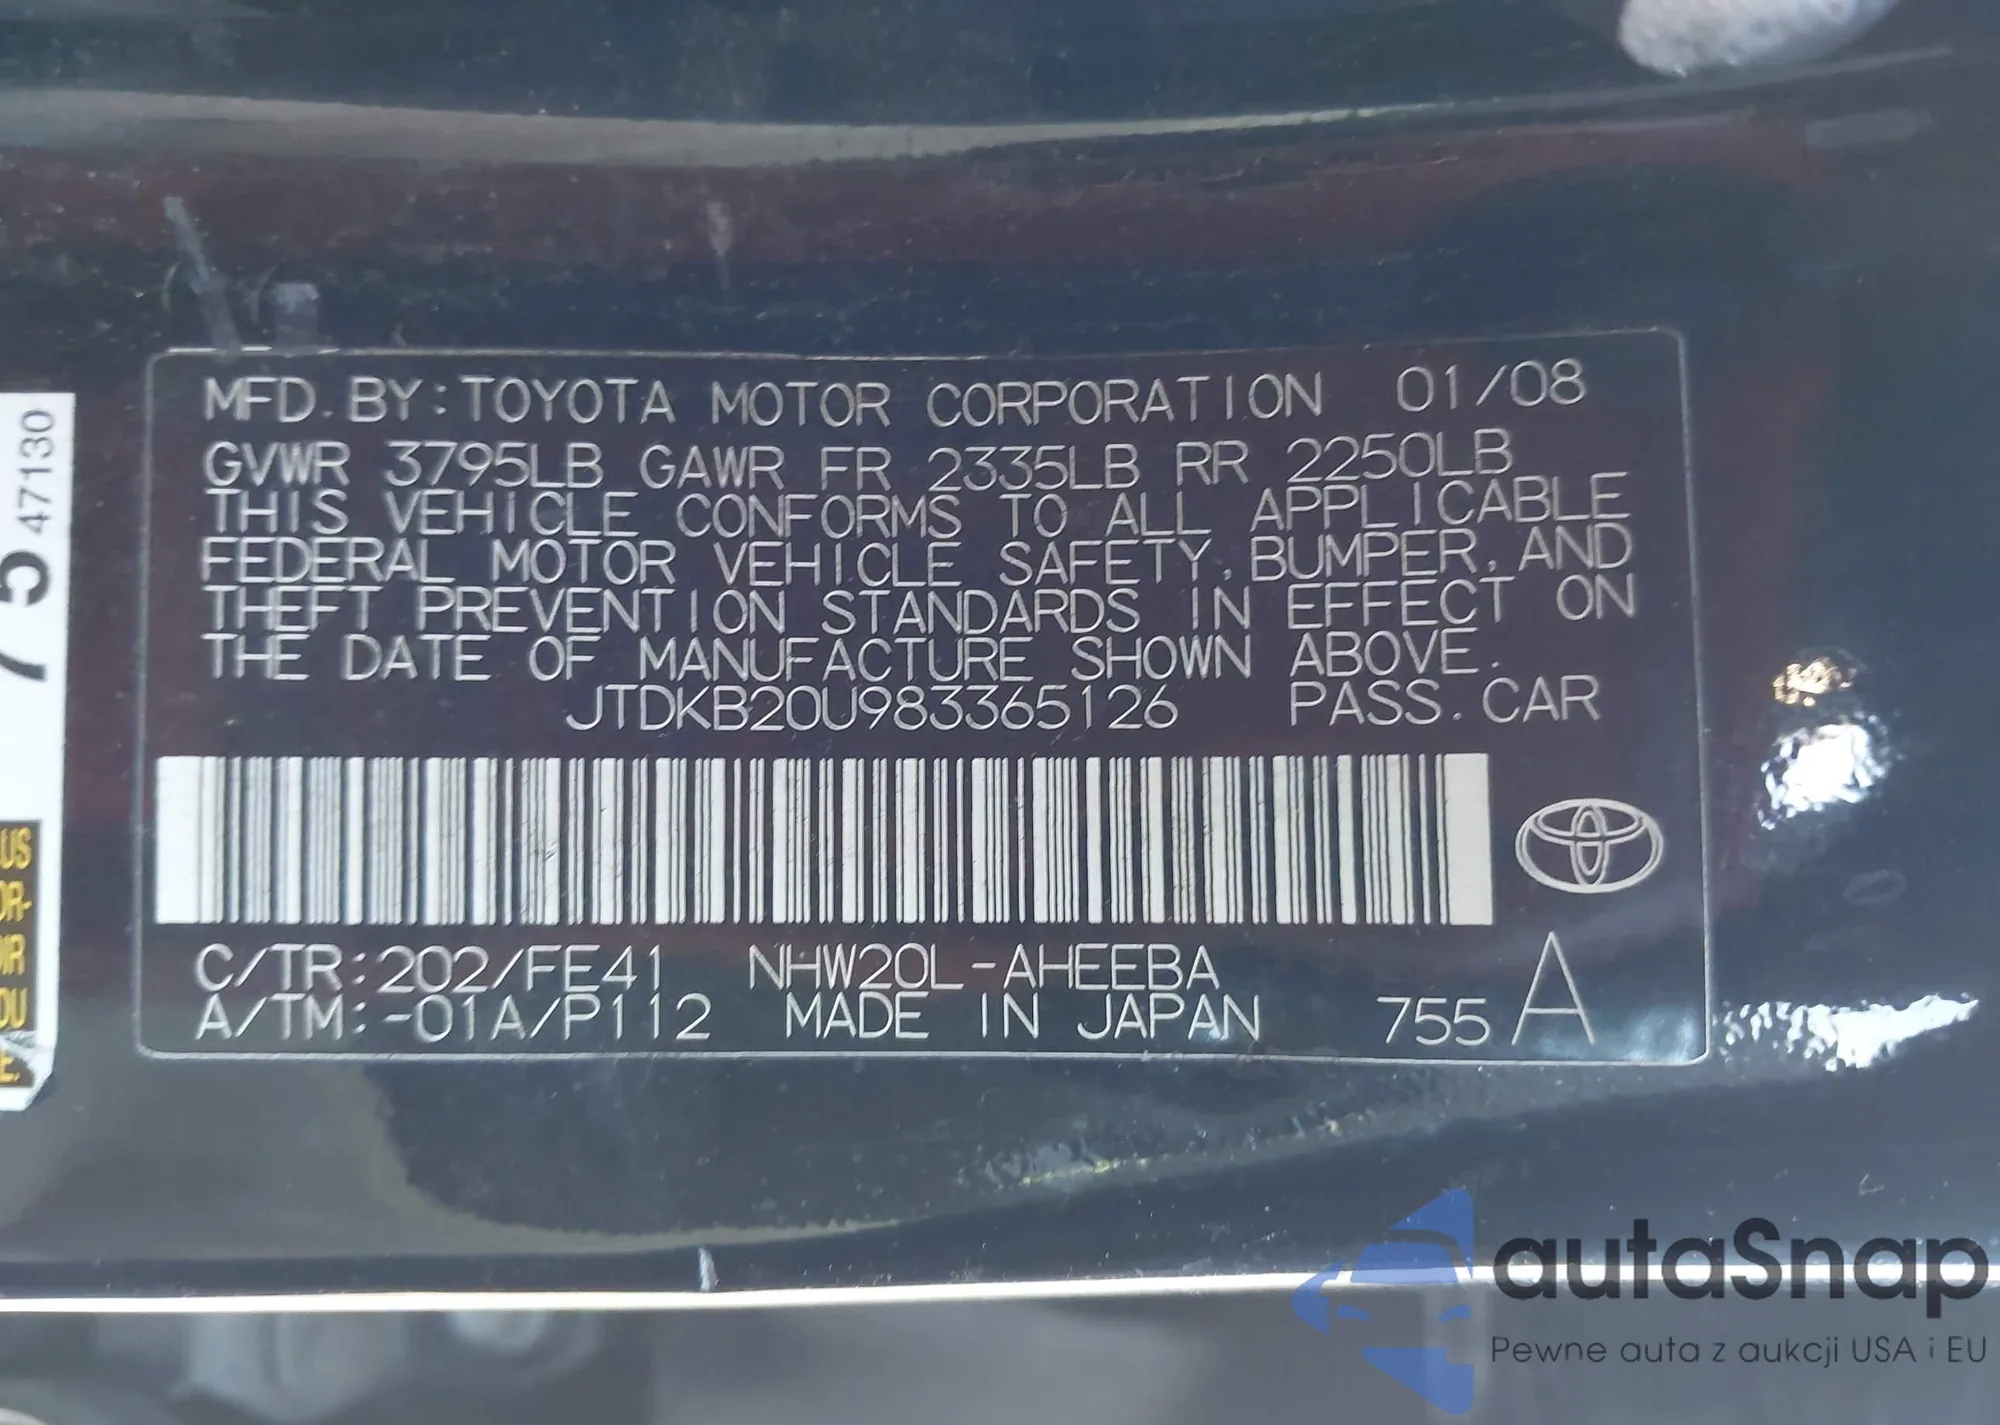 MFD. BY: TOYOTA MOTOR CORPORATION 01/08
GVWR 3795LB GAWR FR 2335LB RR 2250LB
THIS VEHICLE CONFORMS TO ALL APPLICABLE
FEDERAL MOTOR VEHICLE SAFETY, BUMPER, AND
THEFT PREVENTION STANDARDS IN EFFECT ON
THE DATE OF MANUFACTURE SHOWN ABOVE.
JTDKB20U983365126 PASS. CAR
C/TR:202/FE41 NHW20L-AHEEBA
A/TM:-01A/P112 MADE IN JAPAN 755 A
75 47130
autaSnap
Pewne auta z aukcji USA i EU